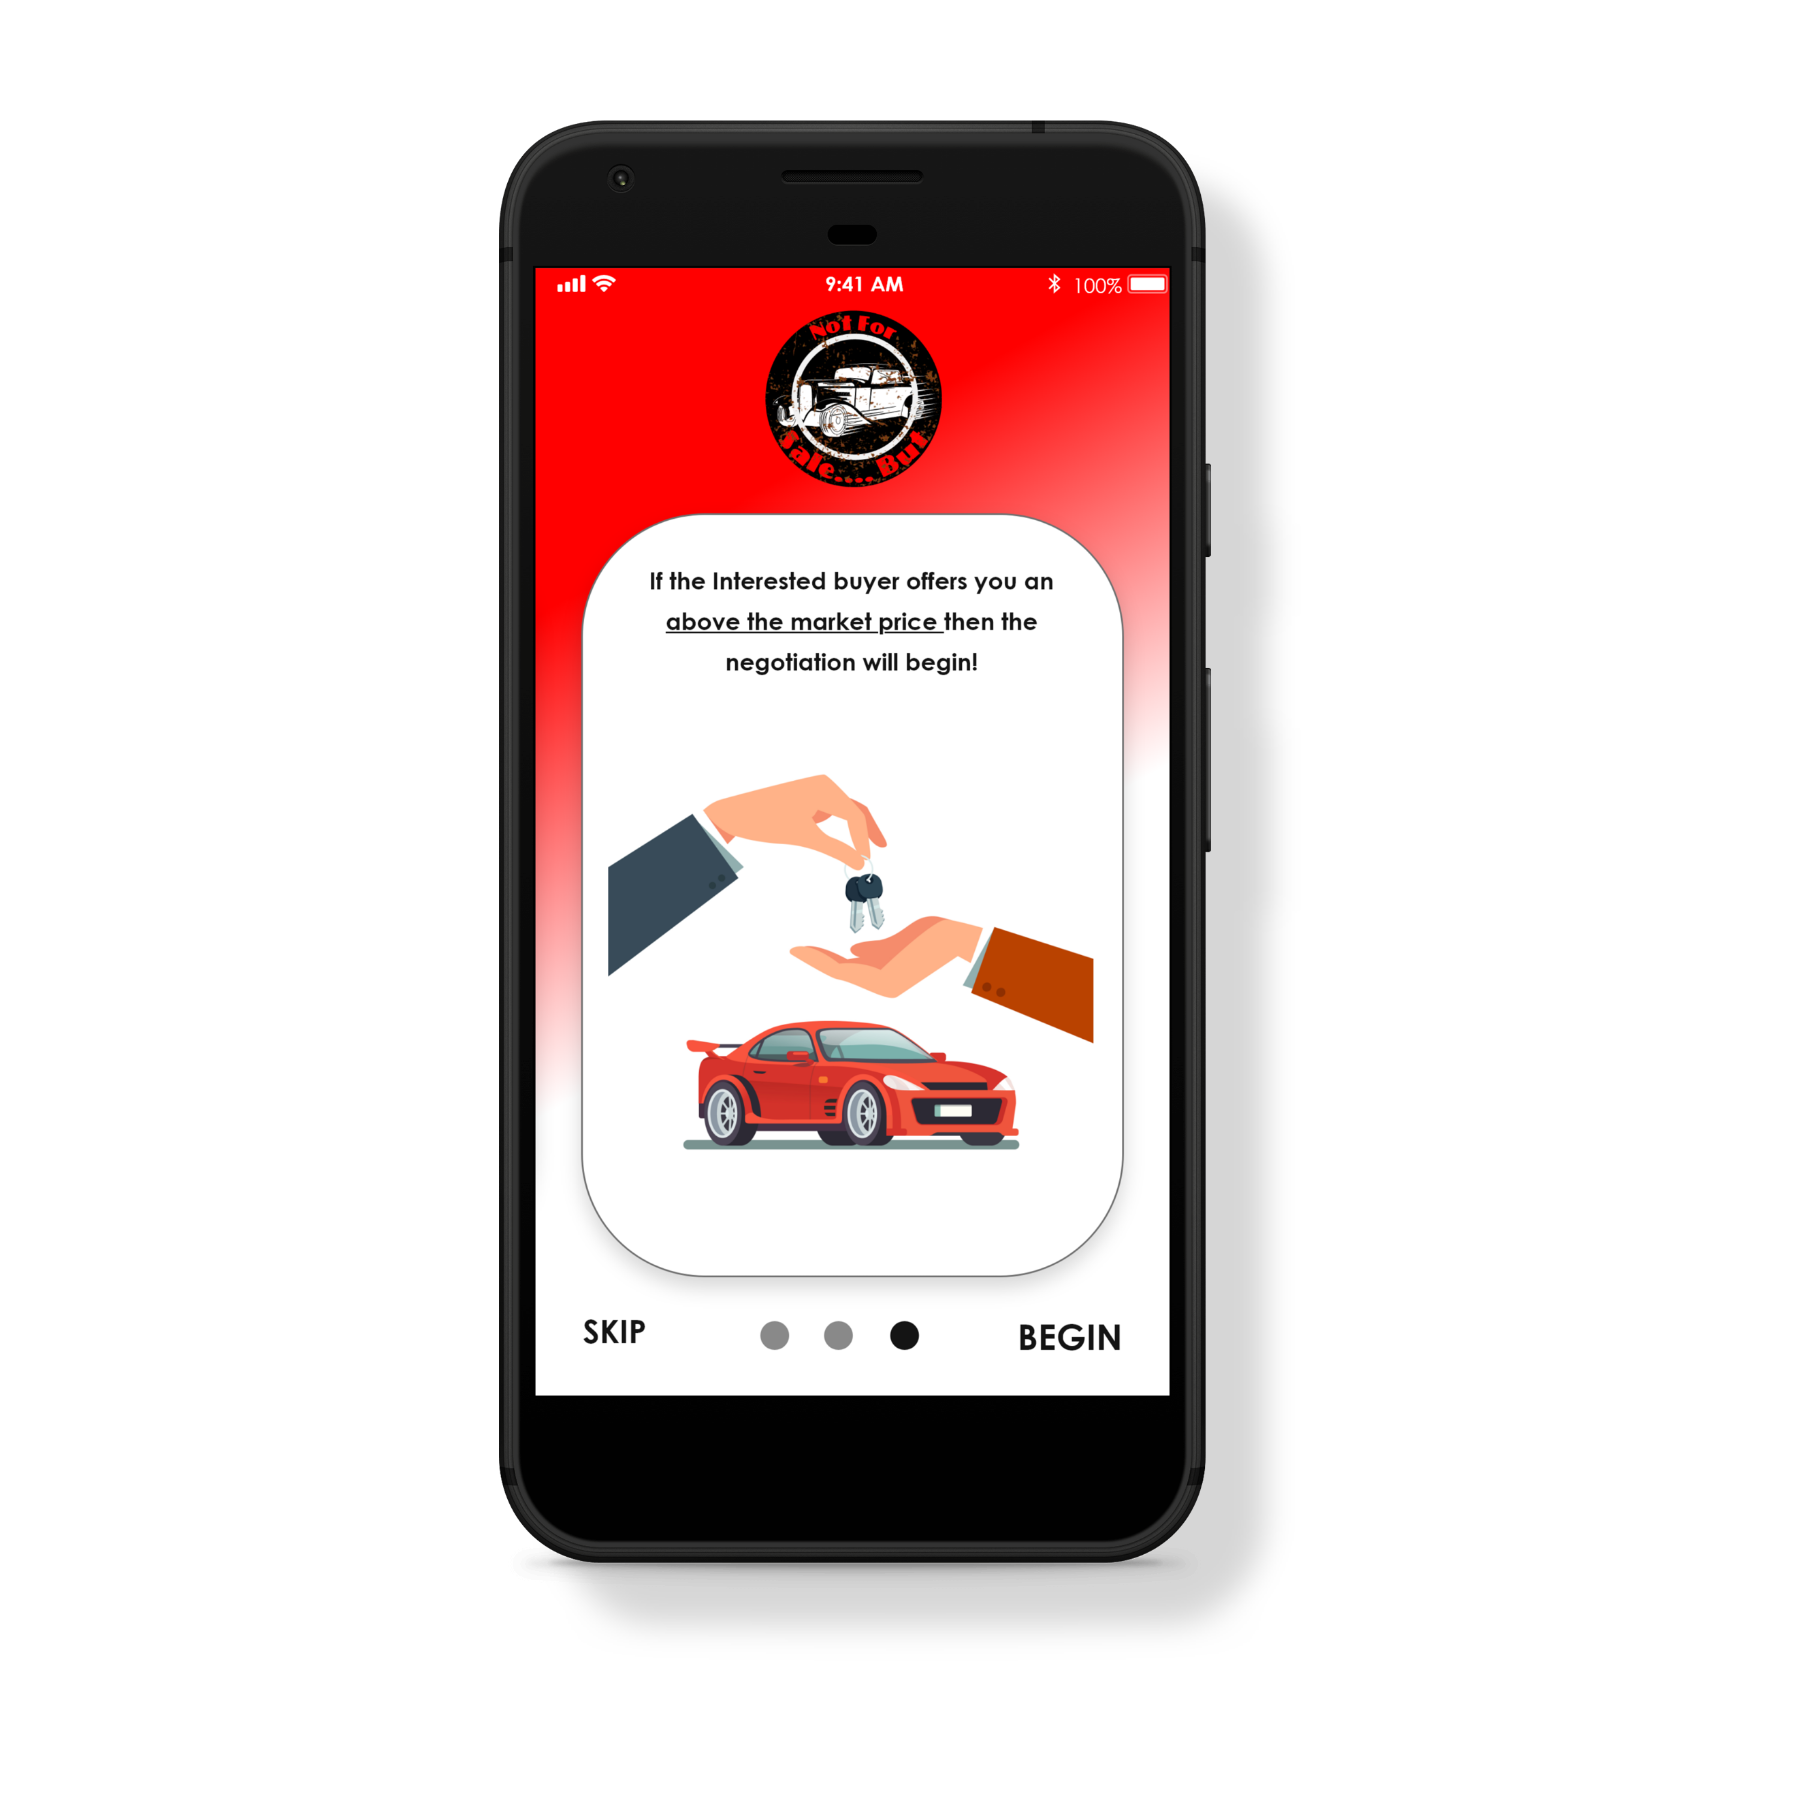 9:41 AM
100%
Not For
Sale.... But
If the Interested buyer offers you an
above the market price then the
negotiation will begin!
SKIP
BEGIN